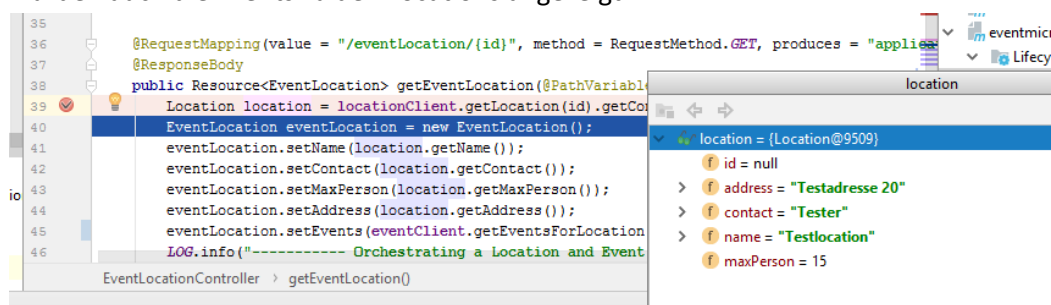 35
36 @RequestMapping(value = "/eventLocation/{id}", method = RequestMethod.GET, produces = "applica
37 @ResponseBody
38 public Resource<EventLocation> getEventLocation(@PathVariable
39 Location location = locationClient.getLocation(id).getCo
40 EventLocation eventLocation = new EventLocation();
41 eventLocation.setName(location.getName());
42 eventLocation.setContact(location.getContact());
43 eventLocation.setMaxPerson(location.getMaxPerson());
44 eventLocation.setAddress(location.getAddress());
45 eventLocation.setEvents(eventClient.getEventsForLocation
46 LOG.info("----------- Orchestrating a Location and Event
EventLocationController > getEventLocation()
eventmicr
Lifecy
location
location = {Location@9509}
id = null
address = "Testadresse 20"
contact = "Tester"
name = "Testlocation"
maxPerson = 15